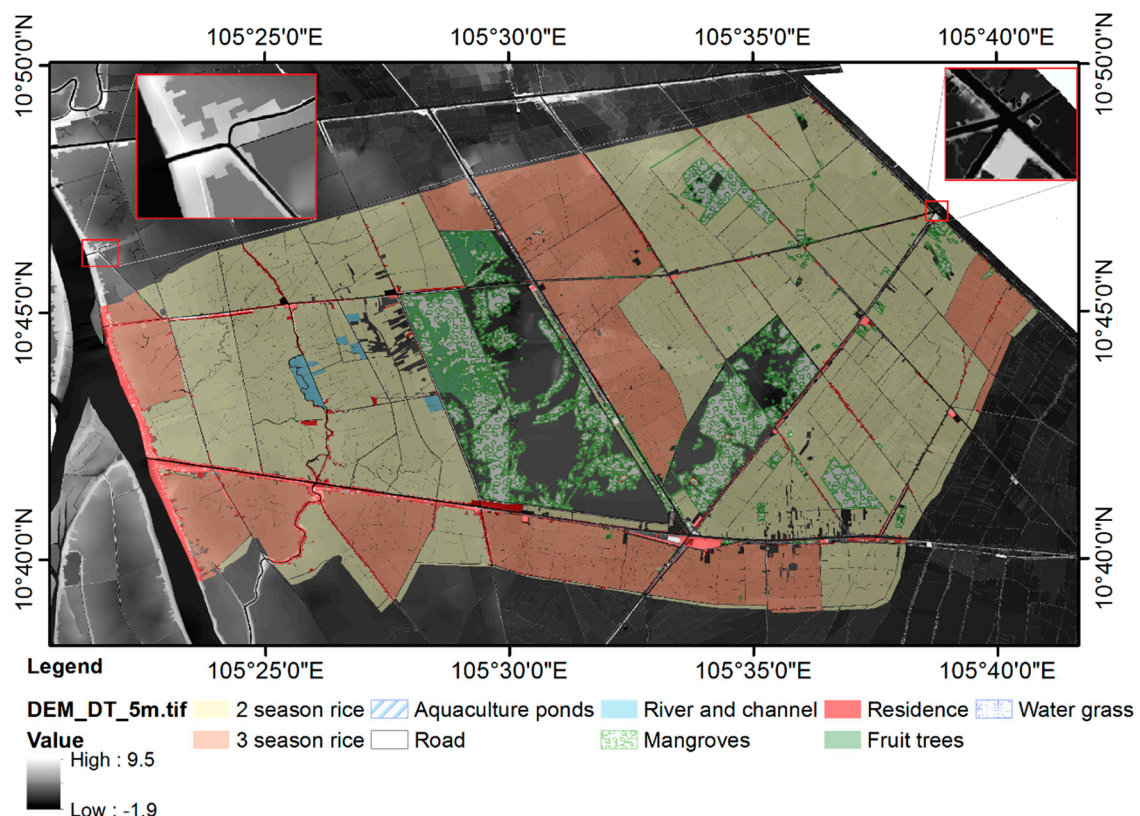 105°25'0"E 105°30'0"E 105°35'0"E 105°40'0"E
10°50'0"N 10°50'0"N
10°45'0"N 10°45'0"N
10°40'0"N 10°40'0"N
105°25'0"E 105°30'0"E 105°35'0"E 105°40'0"E
Legend
DEM_DT_5m.tif 2 season rice Aquaculture ponds River and channel Residence Water grass
Value 3 season rice Road Mangroves Fruit trees
High : 9.5
Low : -1.9